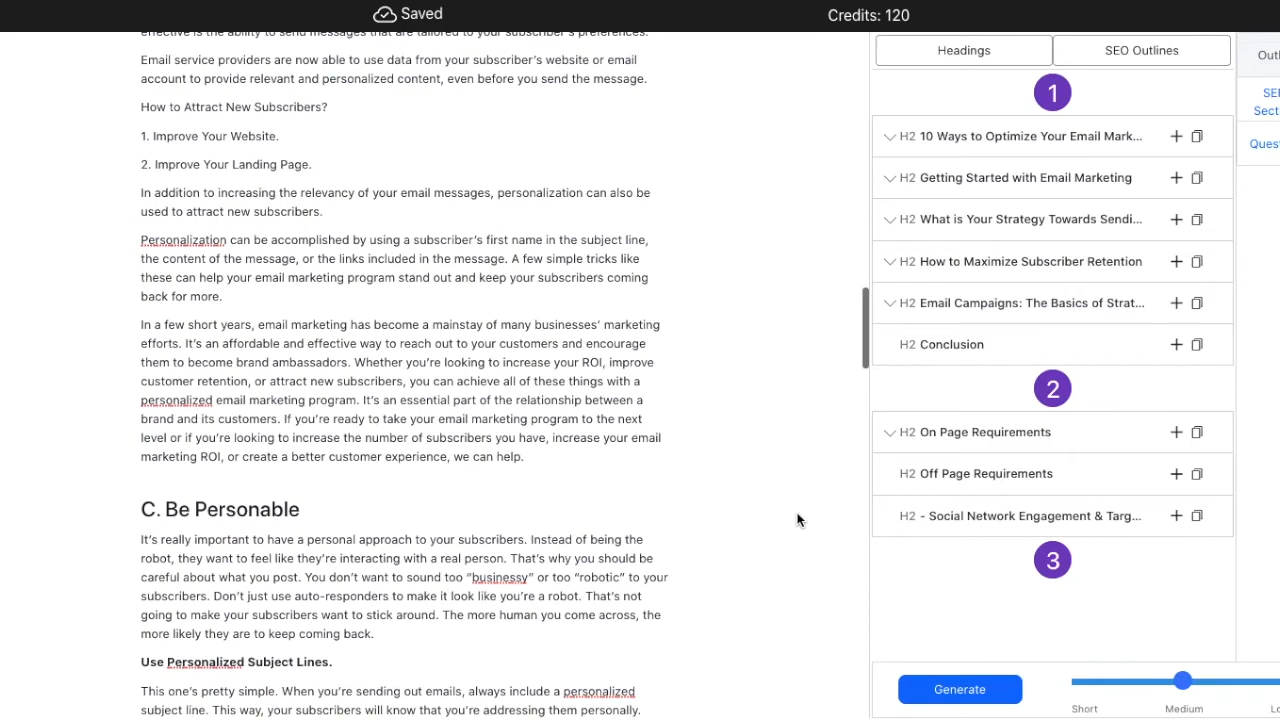 Saved
Credits: 120
effective is the ability to send messages that are tailored to your subscriber's preferences.
Email service providers are now able to use data from your subscriber's website or email
account to provide relevant and personalized content, even before you send the message.
How to Attract New Subscribers?
1. Improve Your Website.
2. Improve Your Landing Page.
In addition to increasing the relevancy of your email messages, personalization can also be
used to attract new subscribers.
Personalization can be accomplished by using a subscriber's first name in the subject line,
the content of the message, or the links included in the message. A few simple tricks like
these can help your email marketing program stand out and keep your subscribers coming
back for more.
In a few short years, email marketing has become a mainstay of many businesses' marketing
efforts. It's an affordable and effective way to reach out to your customers and encourage
them to become brand ambassadors. Whether you're looking to increase your ROI, improve
customer retention, or attract new subscribers, you can achieve all of these things with a
personalized email marketing program. It's an essential part of the relationship between a
brand and its customers. If you're ready to take your email marketing program to the next
level or if you're looking to increase the number of subscribers you have, increase your email
marketing ROI, or create a better customer experience, we can help.
C. Be Personable
It's really important to have a personal approach to your subscribers. Instead of being the
robot, they want to feel like they're interacting with a real person. That's why you should be
careful about what you post. You don't want to sound too "businessy" or too "robotic" to your
subscribers. Don't just use auto-responders to make it look like you're a robot. That's not
going to make your subscribers want to stick around. The more human you come across, the
more likely they are to keep coming back.
Use Personalized Subject Lines.
This one's pretty simple. When you're sending out emails, always include a personalized
subject line. This way, your subscribers will know that you're addressing them personally.
Headings
SEO Outlines
1
H2 10 Ways to Optimize Your Email Mark...
H2 Getting Started with Email Marketing
H2 What is Your Strategy Towards Sendi...
H2 How to Maximize Subscriber Retention
H2 Email Campaigns: The Basics of Strat...
H2 Conclusion
2
H2 On Page Requirements
H2 Off Page Requirements
H2 - Social Network Engagement & Targ...
3
Generate
Short
Medium